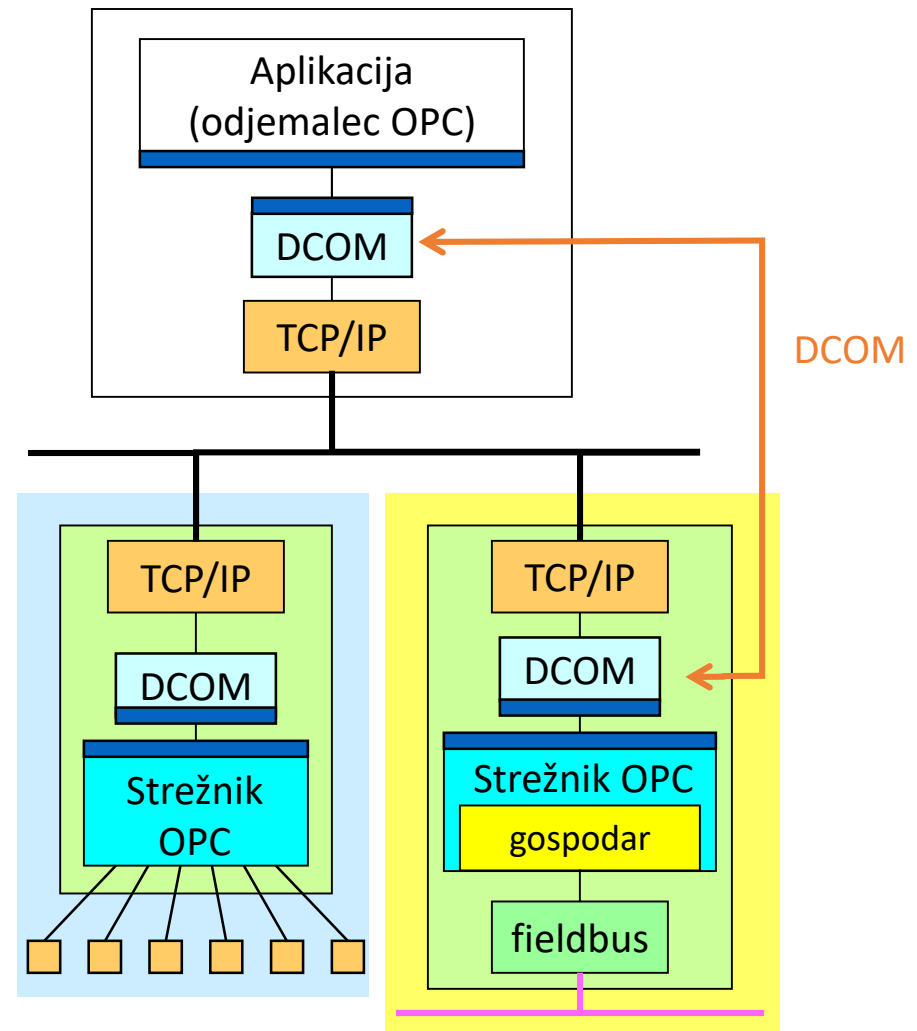 Aplikacija
(odjemalec OPC)
DCOM
TCP/IP
DCOM
TCP/IP
DCOM
Strežnik
OPC
TCP/IP
DCOM
Strežnik OPC
gospodar
fieldbus